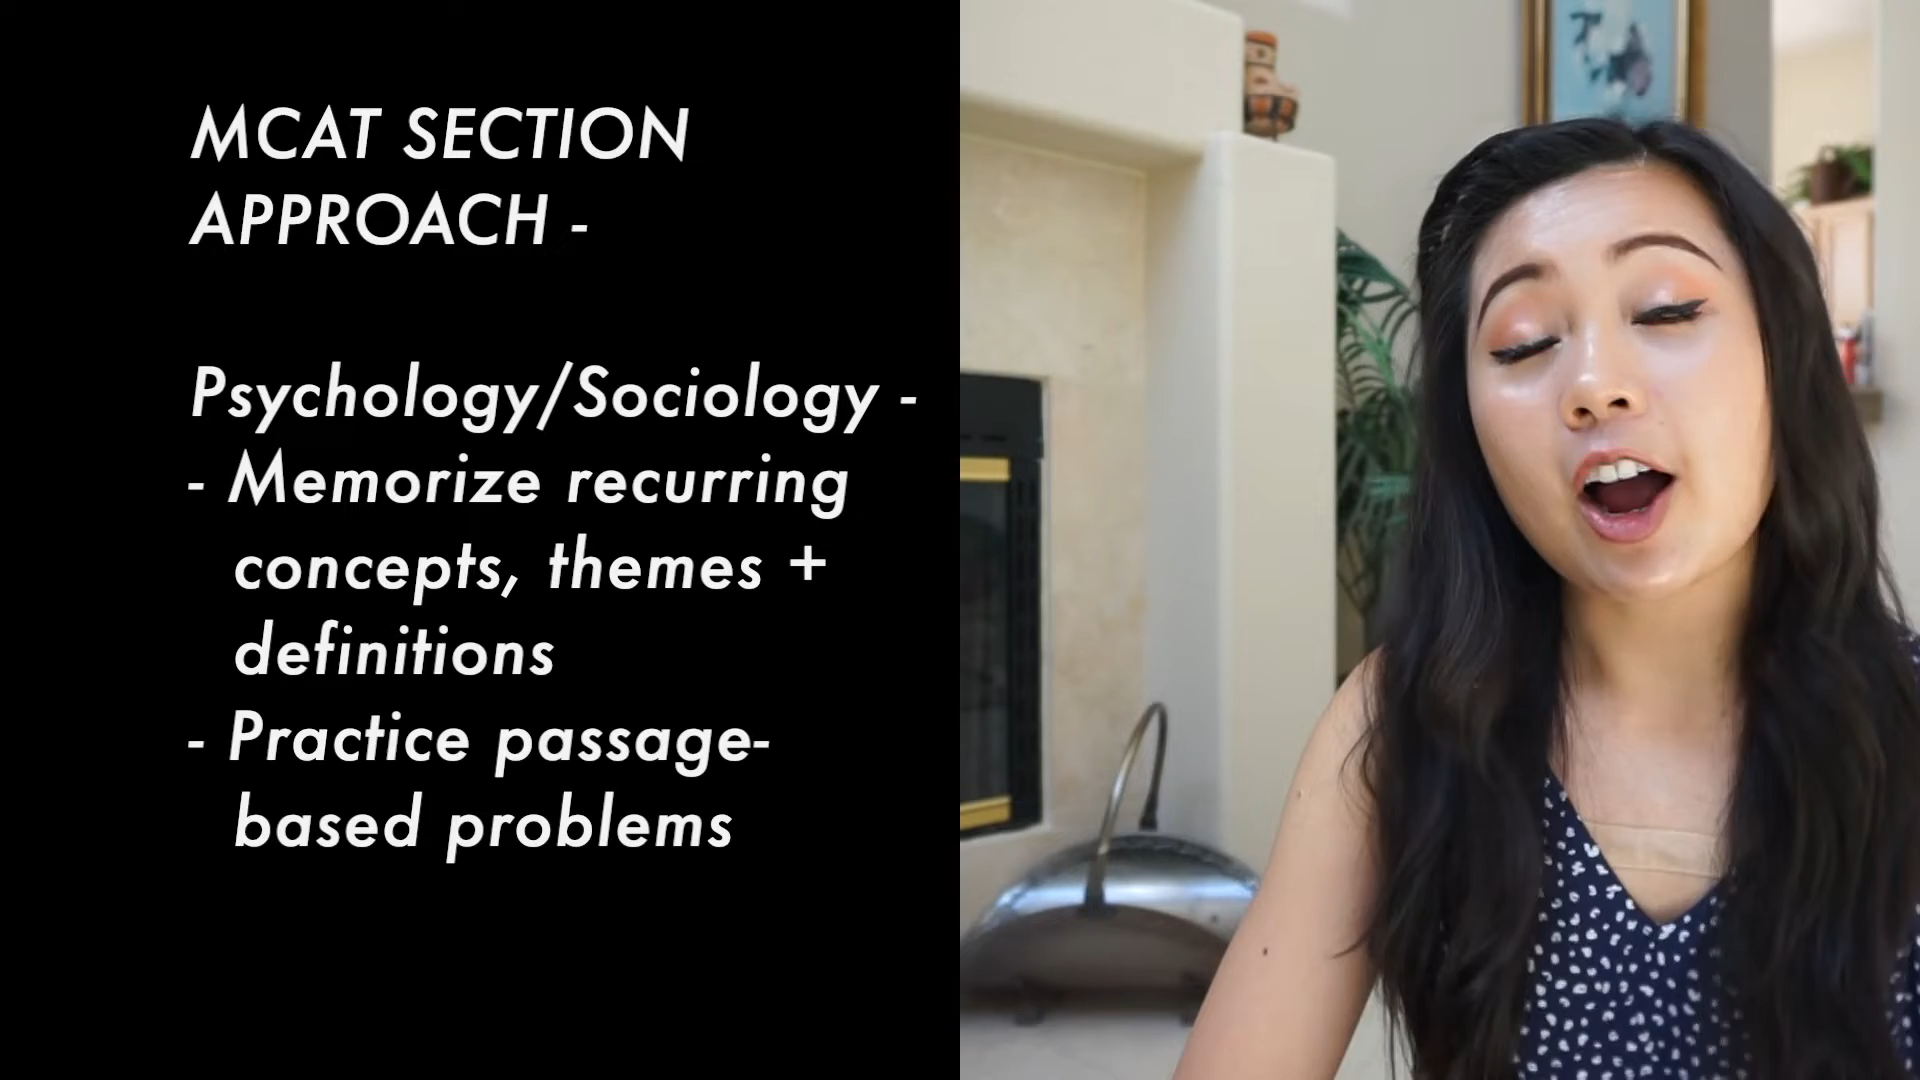 MCAT SECTION
APPROACH -
Psychology/Sociology -
- Memorize recurring
concepts, themes +
definitions
- Practice passage-
based problems